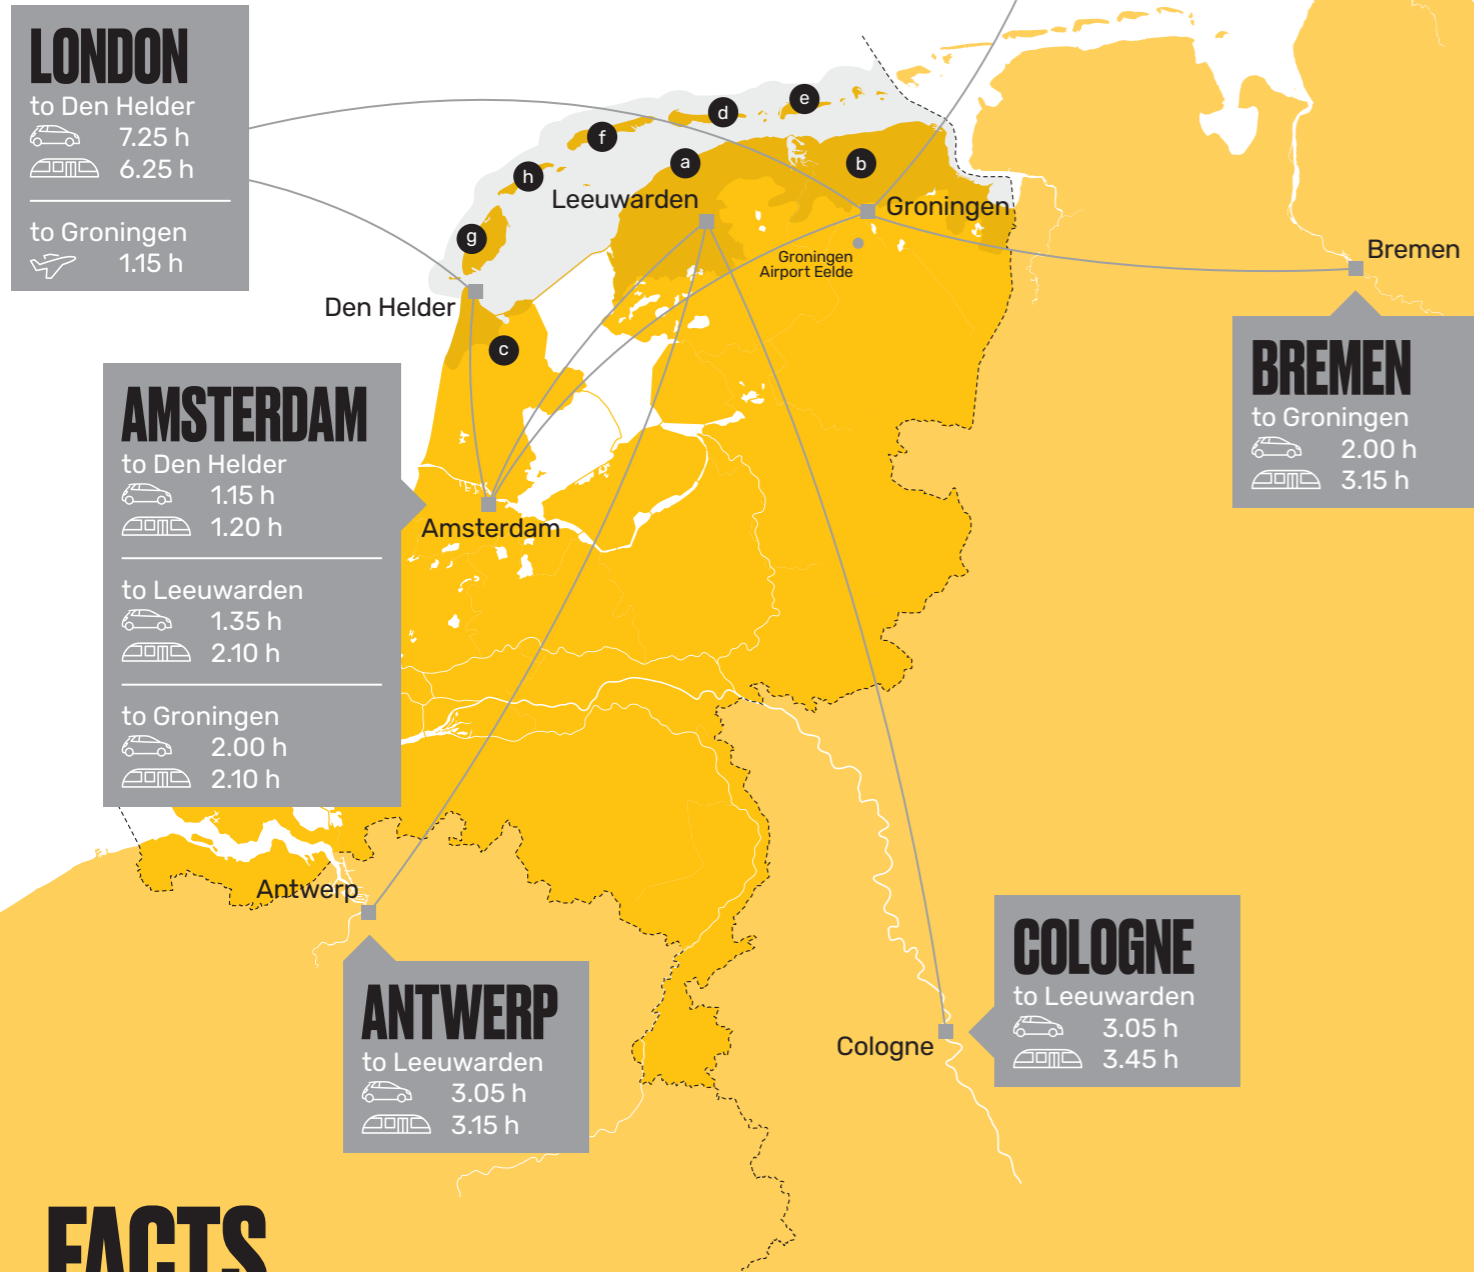 LONDON
to Den Helder
7.25 h
6.25 h
to Groningen
1.15 h
e
d
f
a
b
h
Leeuwarden
Groningen
g
Groningen
Airport Eelde
Bremen
Den Helder
c
BREMEN
to Groningen
2.00 h
3.15 h
AMSTERDAM
to Den Helder
1.15 h
1.20 h
to Leeuwarden
1.35 h
2.10 h
to Groningen
2.00 h
2.10 h
Amsterdam
Antwerp
ANTWERP
to Leeuwarden
3.05 h
3.15 h
Cologne
COLOGNE
to Leeuwarden
3.05 h
3.45 h
FACTS